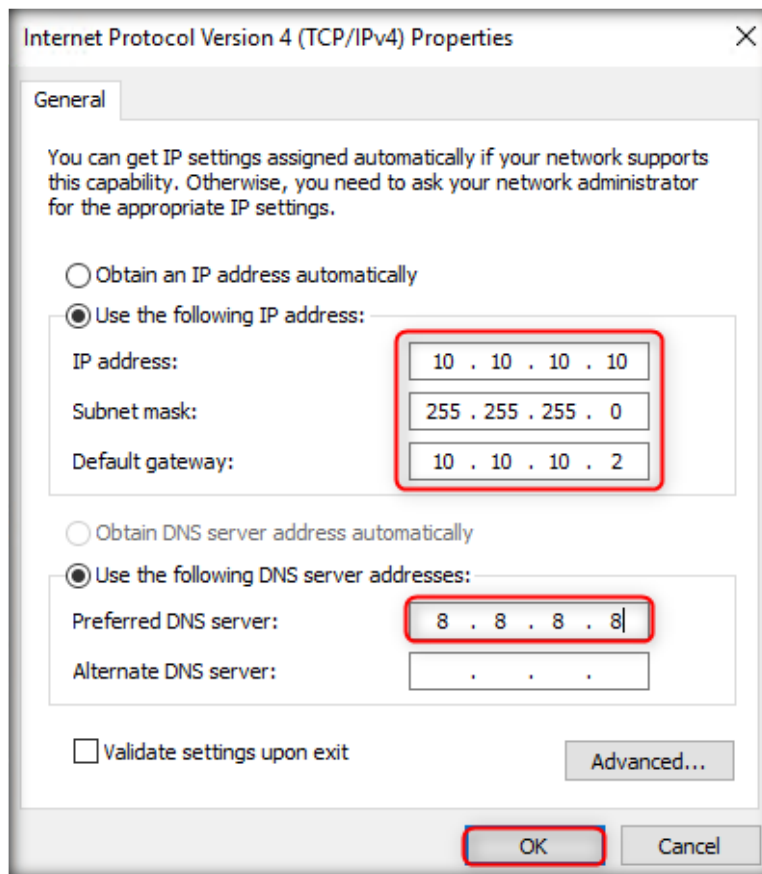 Internet Protocol Version 4 (TCP/IPv4) Properties
General
You can get IP settings assigned automatically if your network supports
this capability. Otherwise, you need to ask your network administrator
for the appropriate IP settings.
Obtain an IP address automatically
Use the following IP address:
IP address: 10 . 10 . 10 . 10
Subnet mask: 255 . 255 . 255 . 0
Default gateway: 10 . 10 . 10 . 2
Obtain DNS server address automatically
Use the following DNS server addresses:
Preferred DNS server: 8 . 8 . 8 . 8
Alternate DNS server: . . .
Validate settings upon exit
Advanced...
OK Cancel